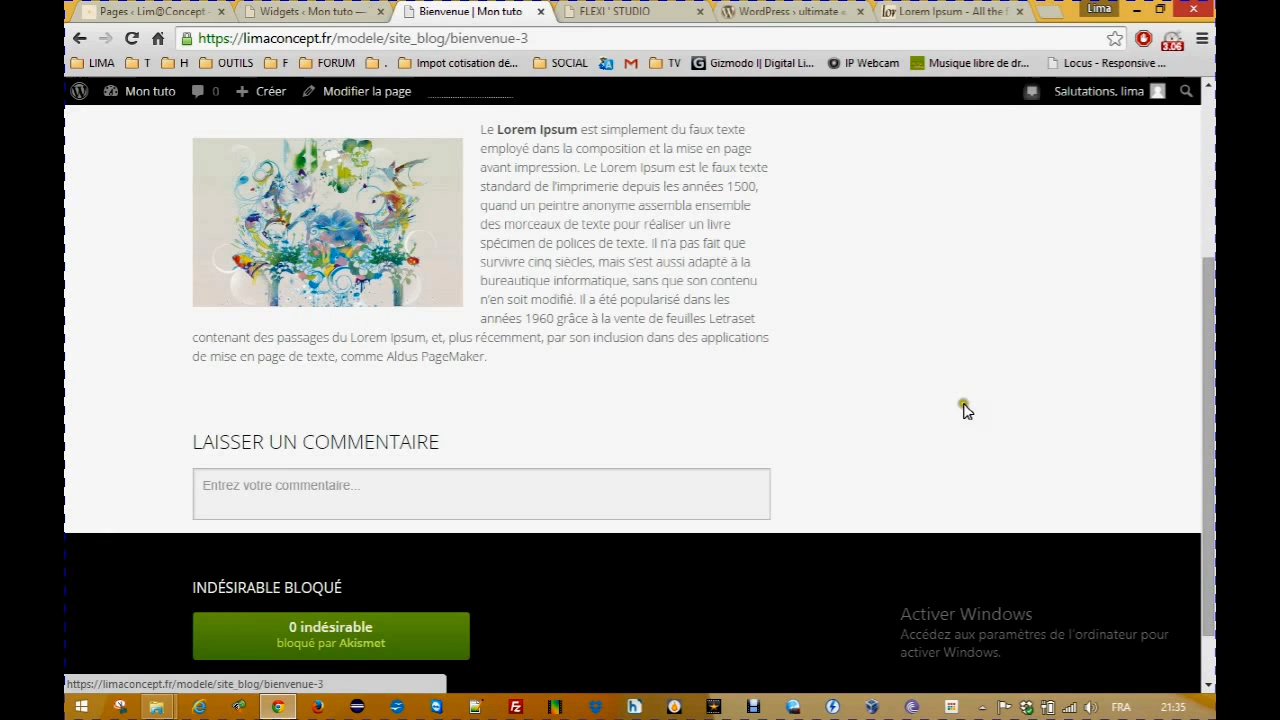 Pages ‹ Lim@Concept
Widgets ‹ Mon tuto —
Bienvenue | Mon tuto
FLEXI ' STUDIO
WordPress › ultimate
Lorem Ipsum - All the f
Lima
https://limaconcept.fr/modele/site_blog/bienvenue-3
3.06
LIMA
T
H
OUTILS
F
FORUM
.
Impot cotisation dé...
SOCIAL
TV
Gizmodo I| Digital Li...
IP Webcam
Musique libre de dr...
Locus - Responsive ...
Mon tuto
0
Créer
Modifier la page
Salutations, lima
Le Lorem Ipsum est simplement du faux texte
employé dans la composition et la mise en page
avant impression. Le Lorem Ipsum est le faux texte
standard de l'imprimerie depuis les années 1500,
quand un peintre anonyme assembla ensemble
des morceaux de texte pour réaliser un livre
spécimen de polices de texte. Il n'a pas fait que
survivre cinq siècles, mais s'est aussi adapté à la
bureautique informatique, sans que son contenu
n'en soit modifié. Il a été popularisé dans les
années 1960 grâce à la vente de feuilles Letraset
contenant des passages du Lorem Ipsum, et, plus récemment, par son inclusion dans des applications
de mise en page de texte, comme Aldus PageMaker.
LAISSER UN COMMENTAIRE
Entrez votre commentaire...
INDÉSIRABLE BLOQUÉ
0 indésirable
bloqué par Akismet
Activer Windows
Accédez aux paramètres de l'ordinateur pour
activer Windows.
https://limaconcept.fr/modele/site_blog/bienvenue-3
FRA
21:35